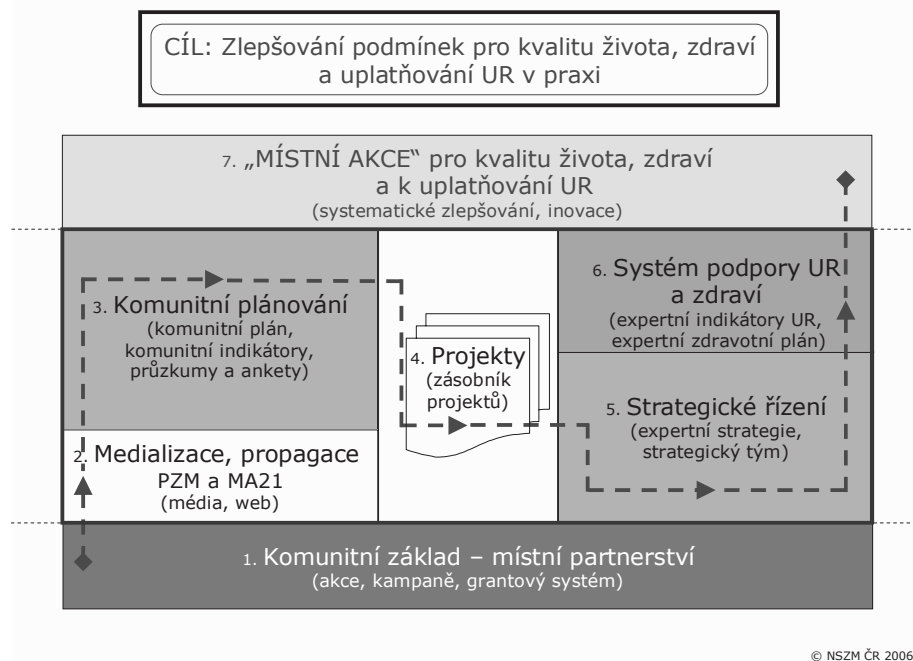 CÍL: Zlepšování podmínek pro kvalitu života, zdraví
a uplatňování UR v praxi
7. „MÍSTNÍ AKCE“ pro kvalitu života, zdraví
a k uplatňování UR
(systematické zlepšování, inovace)
3. Komunitní plánování
(komunitní plán,
komunitní indikátory,
průzkumy a ankety)
2. Medializace, propagace
PZM a MA21
(média, web)
4. Projekty
(zásobník
projektů)
6. Systém podpory UR
a zdraví
(expertní indikátory UR,
expertní zdravotní plán)
5. Strategické řízení
(expertní strategie,
strategický tým)
1. Komunitní základ – místní partnerství
(akce, kampaně, grantový systém)
© NSZM ČR 2006